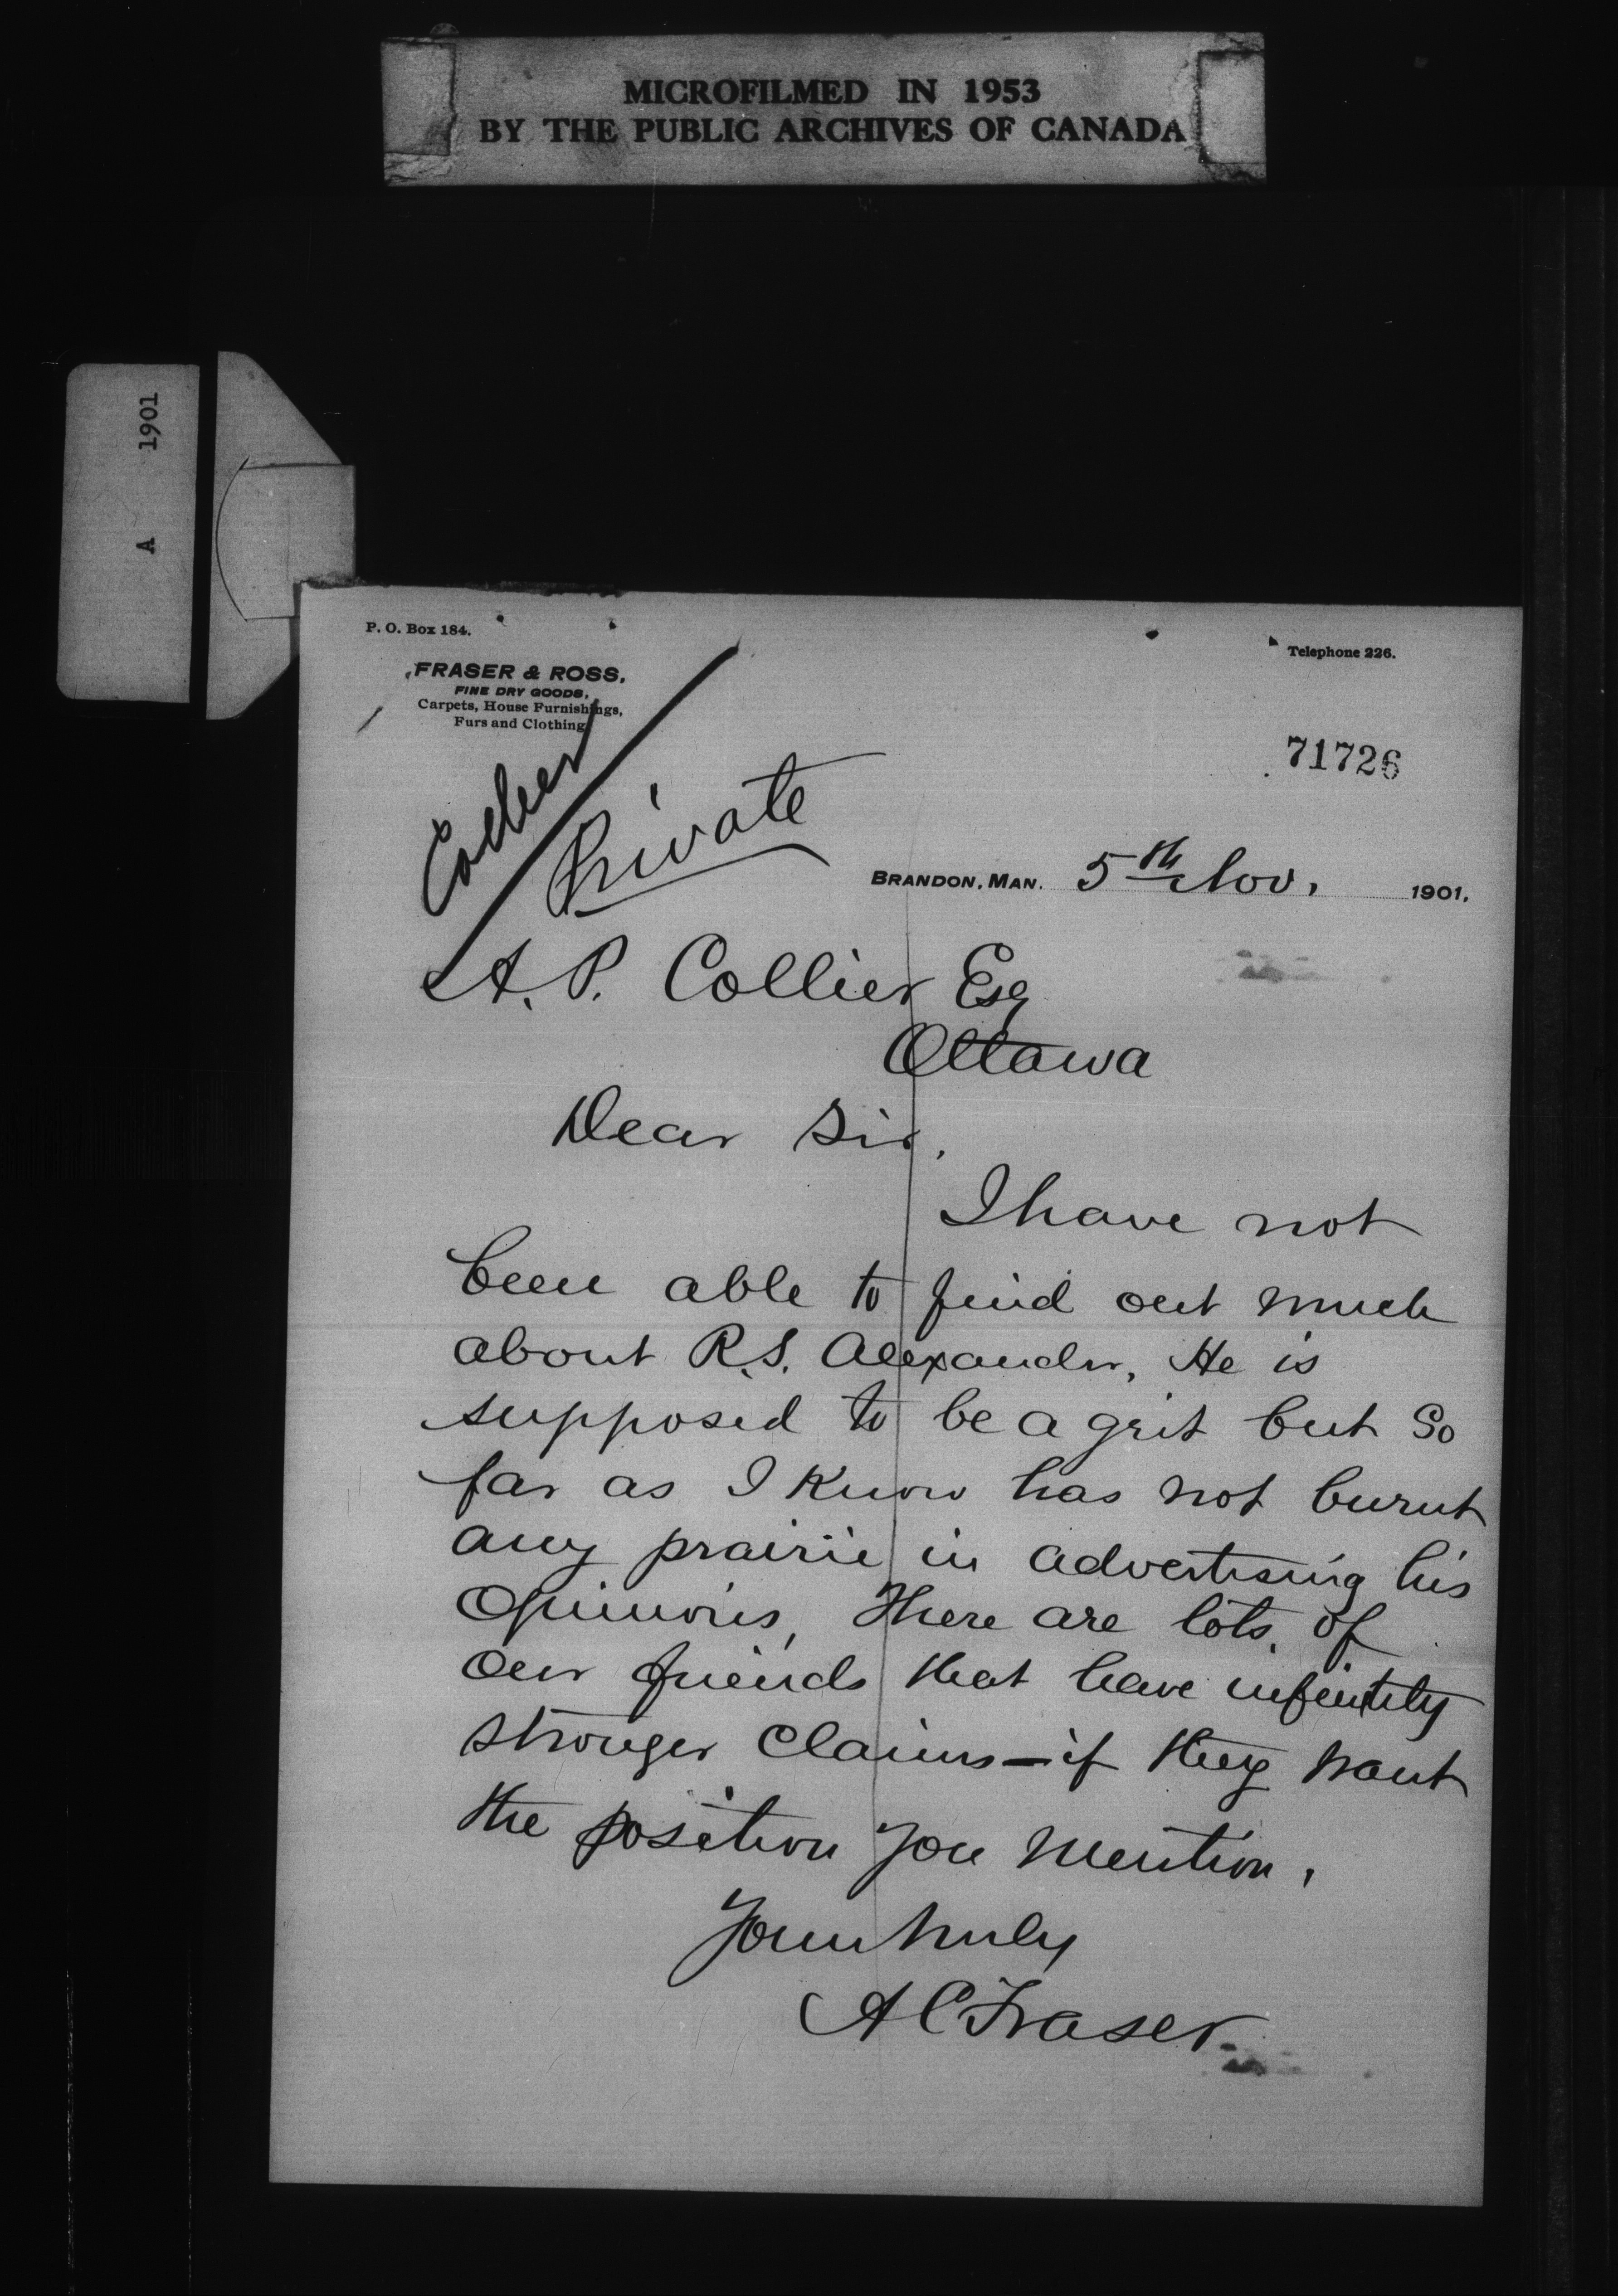 MICROFILMED IN 1953
BY THE PUBLIC ARCHIVES OF CANADA
A 1901
P. O. Box 184.
Telephone 226.
FRASER & ROSS,
FINE DRY GOODS,
Carpets, House Furnishings,
Furs and Clothing
71726
Collier
Private
BRANDON, MAN. 5th Nov. 1901.
A. P. Collier Esq
Ottawa
Dear Sir,
I have not
been able to find out much
about R.S. Alexander, He is
supposed to be a grit but So
far as I Know has not burnt
any prairie in advertising his
Opinions, There are lots of
our friends that have infinitely
stronger Claims - if they want
the position you mention.
Yours truly
A C Fraser